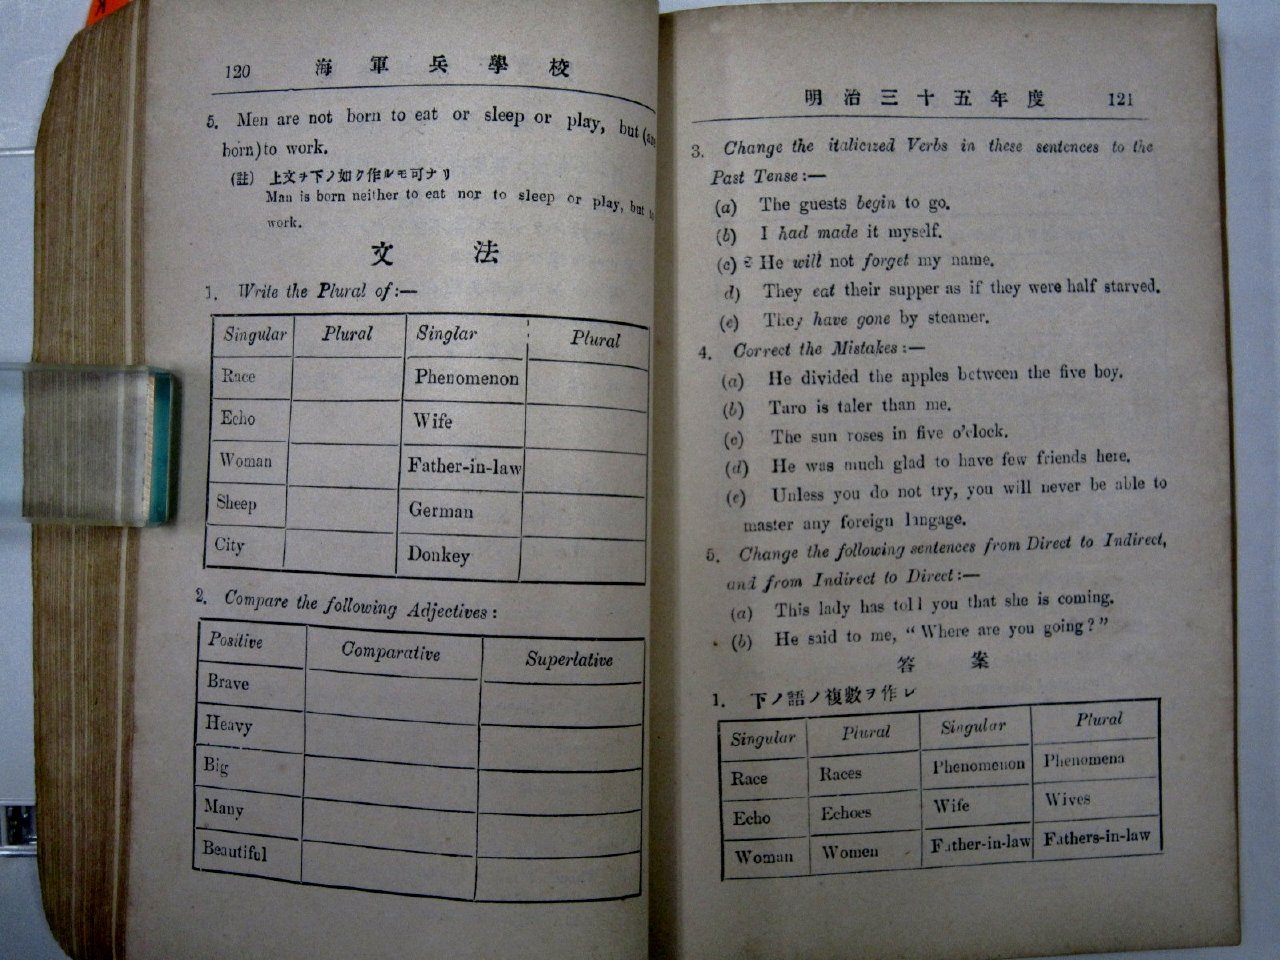 120 海軍兵學校
5. Men are not born to eat or sleep or play, but (are
born) to work.
(註) 上文ヲ下ノ如ク作ルモ可ナリ
Man is born neither to eat nor to sleep or play, but to
work.
文法
1. Write the Plural of:—
Singular Plural Singlar Plural
Race Phenomenon
Echo Wife
Woman Father-in-law
Sheep German
City Donkey
2. Compare the following Adjectives:
Positive Comparative Superlative
Brave
Heavy
Big
Many
Beautiful
明治三十五年度 121
3. Change the italicized Verbs in these sentences to the
Past Tense:—
(a) The guests begin to go.
(b) I had made it myself.
(c) He will not forget my name.
d) They eat their supper as if they were half starved.
(e) They have gone by steamer.
4. Correct the Mistakes:—
(a) He divided the apples between the five boy.
(b) Taro is taler than me.
(c) The sun roses in five o'clock.
(d) He was much glad to have few friends here.
(e) Unless you do not try, you will never be able to
master any foreign langage.
5. Change the following sentences from Direct to Indirect,
and from Indirect to Direct:—
(a) This lady has told you that she is coming.
(b) He said to me, “Where are you going?”
答案
1. 下ノ語ノ複數ヲ作レ
Singular Plural Singular Plural
Race Races Phenomenon Phenomena
Echo Echoes Wife Wives
Woman Women Father-in-law Fathers-in-law